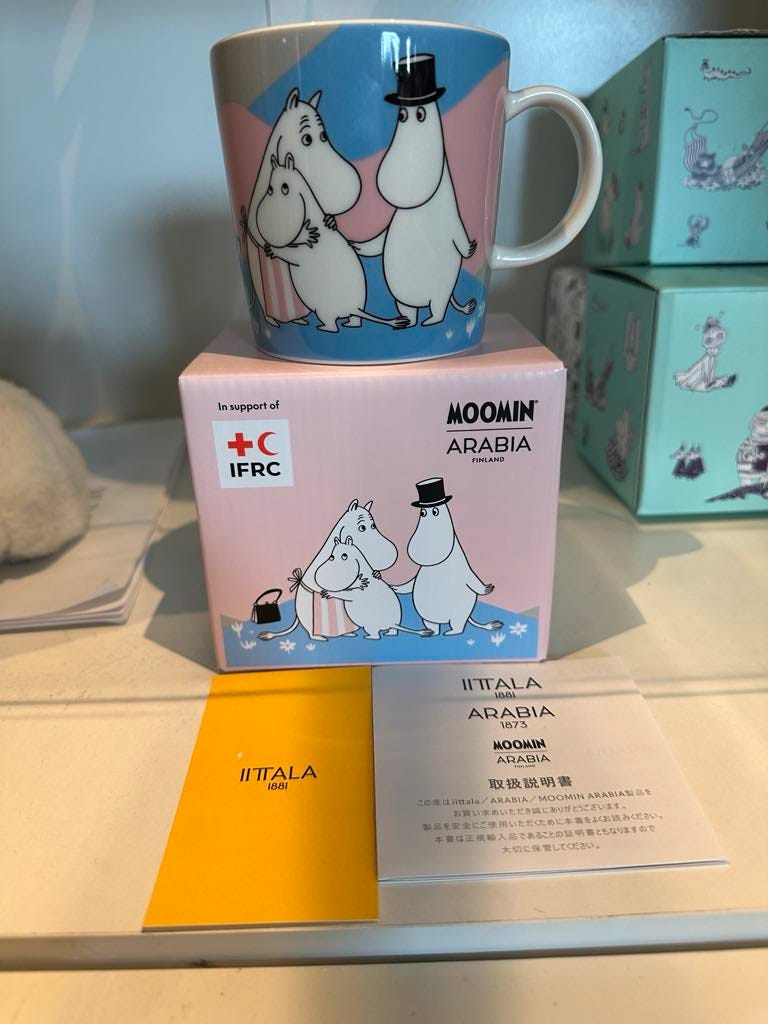 In support of
IFRC
MOOMIN
ARABIA
FINLAND
IITTALA
1881
IITTALA
1881
ARABIA
1873
MOOMIN
ARABIA
FINLAND
取扱説明書
この度はiittala／ARABIA／MOOMIN ARABIA製品を
お買い求めいただき誠にありがとうございます。
製品を安全にご使用いただくために本書をよくお読みください。
本書は正規輸入品であることの証明書ともなりますので
大切に保管してください。